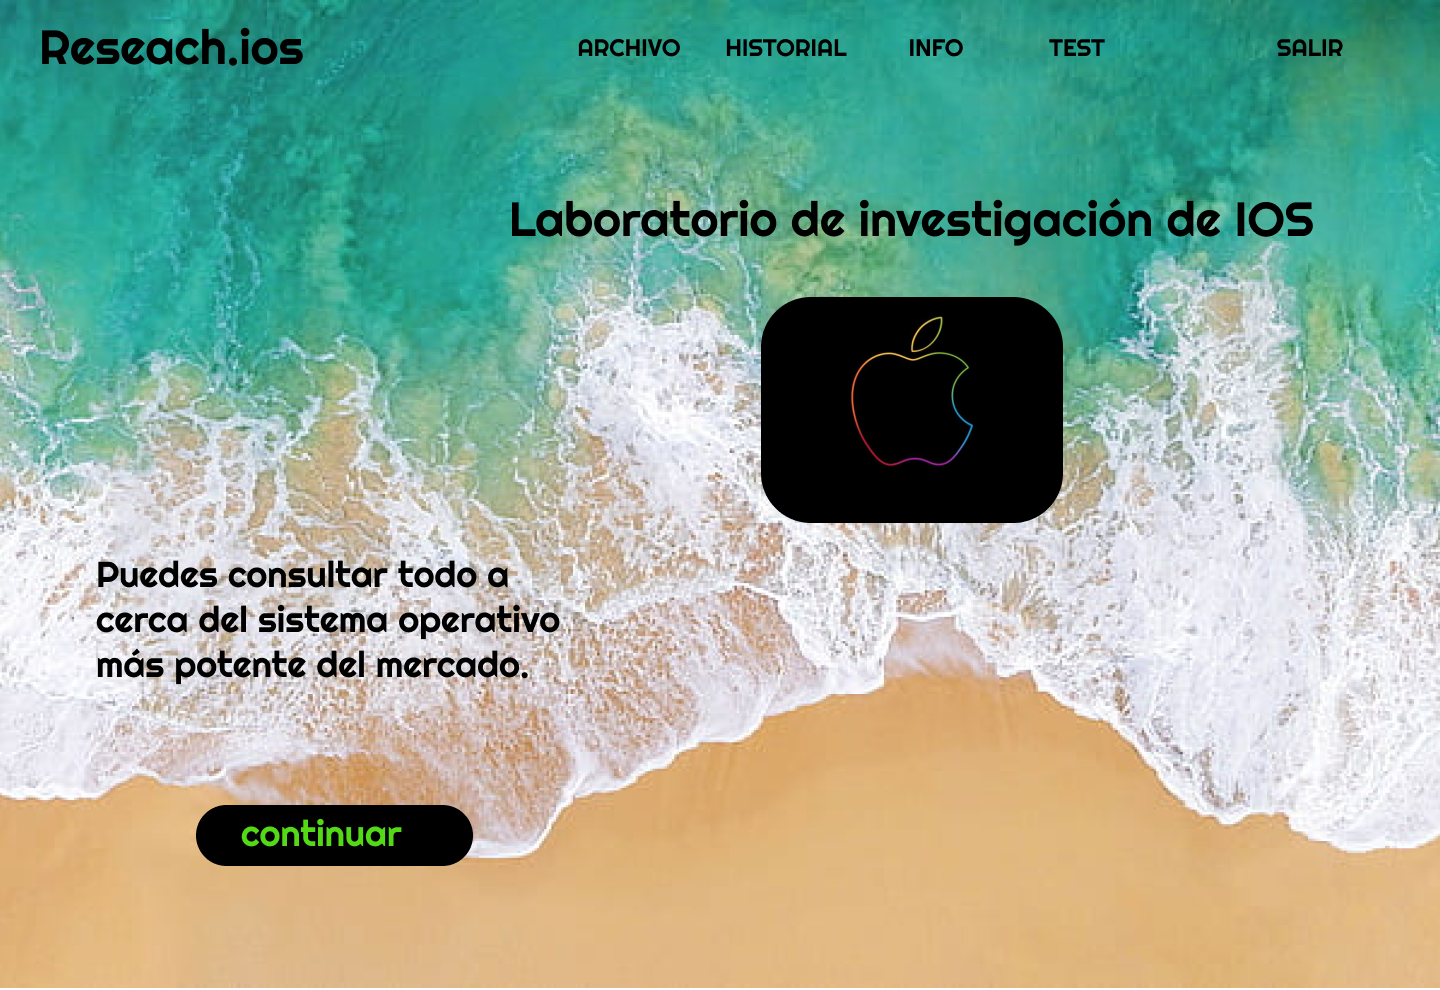 Reseach.ios
ARCHIVO HISTORIAL INFO TEST SALIR
Laboratorio de investigación de IOS
Puedes consultar todo a
cerca del sistema operativo
más potente del mercado.
continuar